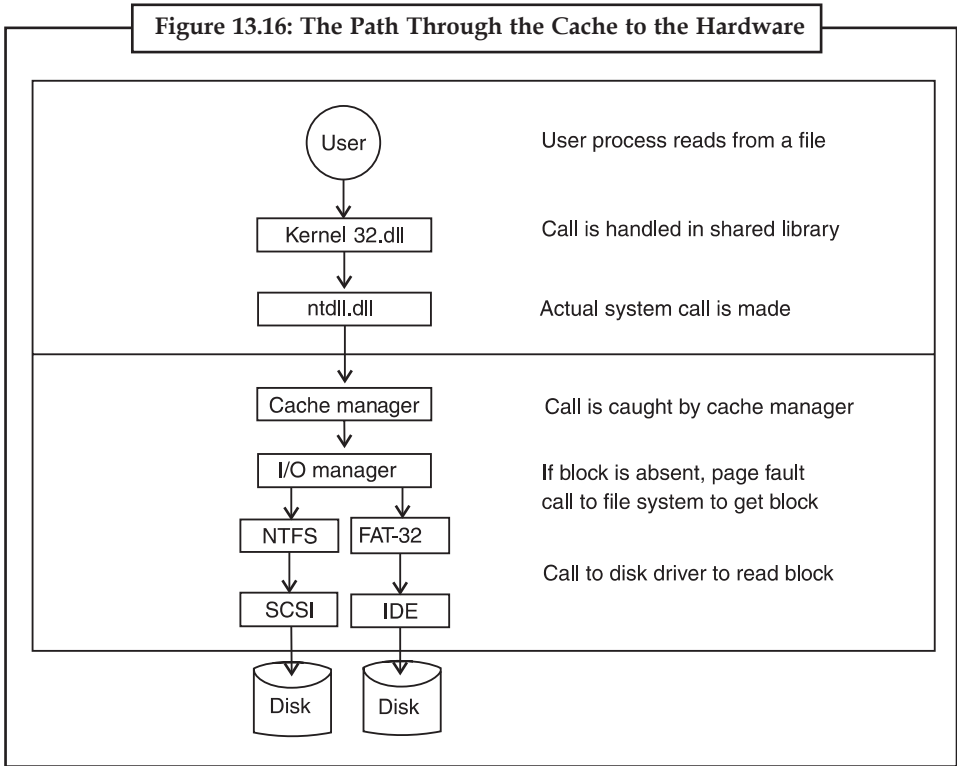 Figure 13.16: The Path Through the Cache to the Hardware
User
User process reads from a file
Kernel 32.dll
Call is handled in shared library
ntdll.dll
Actual system call is made
Cache manager
Call is caught by cache manager
I/O manager
If block is absent, page fault
call to file system to get block
NTFS
FAT-32
Call to disk driver to read block
SCSI
IDE
Disk
Disk